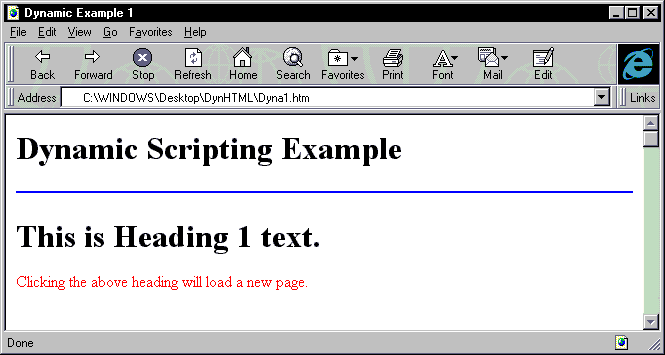 Dynamic Example 1
File Edit View Go Favorites Help
Back Forward Stop Refresh Home Search Favorites Print Font Mail Edit
Address C:\WINDOWS\Desktop\DynHTML\Dyna1.htm Links
Dynamic Scripting Example
This is Heading 1 text.
Clicking the above heading will load a new page.
Done